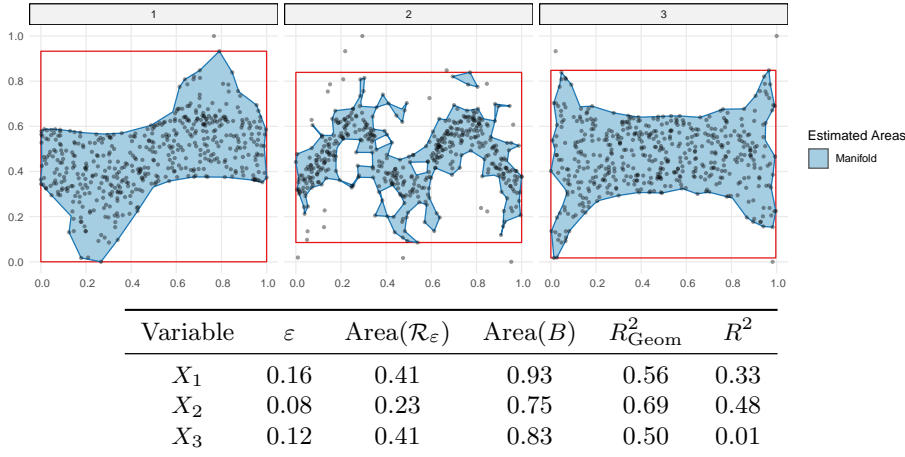 1 2 3
1.0
0.8
0.6
0.4
0.2
0.0
0.0 0.2 0.4 0.6 0.8 1.0 0.0 0.2 0.4 0.6 0.8 1.0 0.0 0.2 0.4 0.6 0.8 1.0
Estimated Areas
Manifold
Variable ε Area(ℛ_ε) Area(B) R²_Geom R²
X₁ 0.16 0.41 0.93 0.56 0.33
X₂ 0.08 0.23 0.75 0.69 0.48
X₃ 0.12 0.41 0.83 0.50 0.01